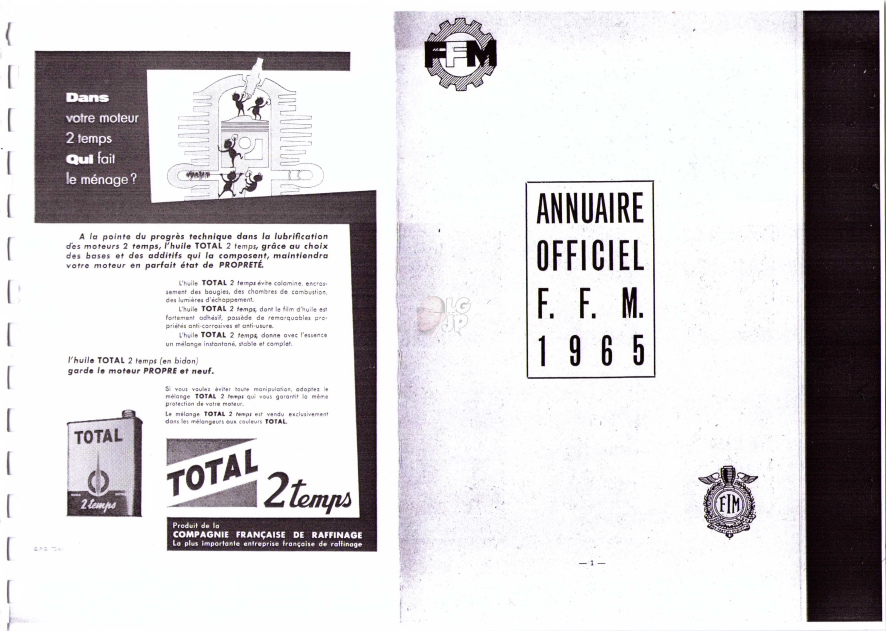 Dans
votre moteur
2 temps
Qui fait
le ménage ?
A la pointe du progrès technique dans la lubrification
des moteurs 2 temps, l'huile TOTAL 2 temps, grâce au choix
des bases et des additifs qui la composent, maintiendra
votre moteur en parfait état de PROPRETÉ.
L'huile TOTAL 2 temps évite calamine, encras-
sement des bougies, des chambres de combustion,
des lumières d'échappement.
L'huile TOTAL 2 temps, dont le film d'huile est
fortement adhésif, possède de remarquables pro-
priétés anti-corrosives et anti-usure.
L'huile TOTAL 2 temps, donne avec l'essence
un mélange instantané, stable et complet.
l'huile TOTAL 2 temps (en bidon)
garde le moteur PROPRE et neuf.
Si vous voulez éviter toute manipulation, adoptez le
mélange TOTAL 2 temps qui vous garantit la même
protection de votre moteur.
Le mélange TOTAL 2 temps est vendu exclusivement
dans les mélangeurs aux couleurs TOTAL.
TOTAL
2 temps
TOTAL
2 temps
Produit de la
COMPAGNIE FRANÇAISE DE RAFFINAGE
La plus importante entreprise française de raffinage
FFM
ANNUAIRE
OFFICIEL
F. F. M.
1965
LG
JP
FIM
— 1 —